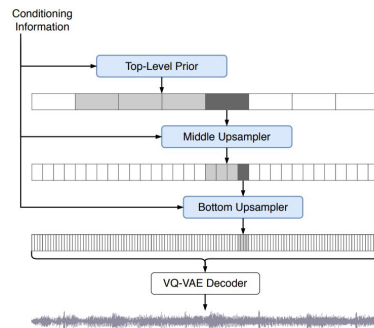 Conditioning
Information
Top-Level Prior
Middle Upsampler
Bottom Upsampler
VQ-VAE Decoder